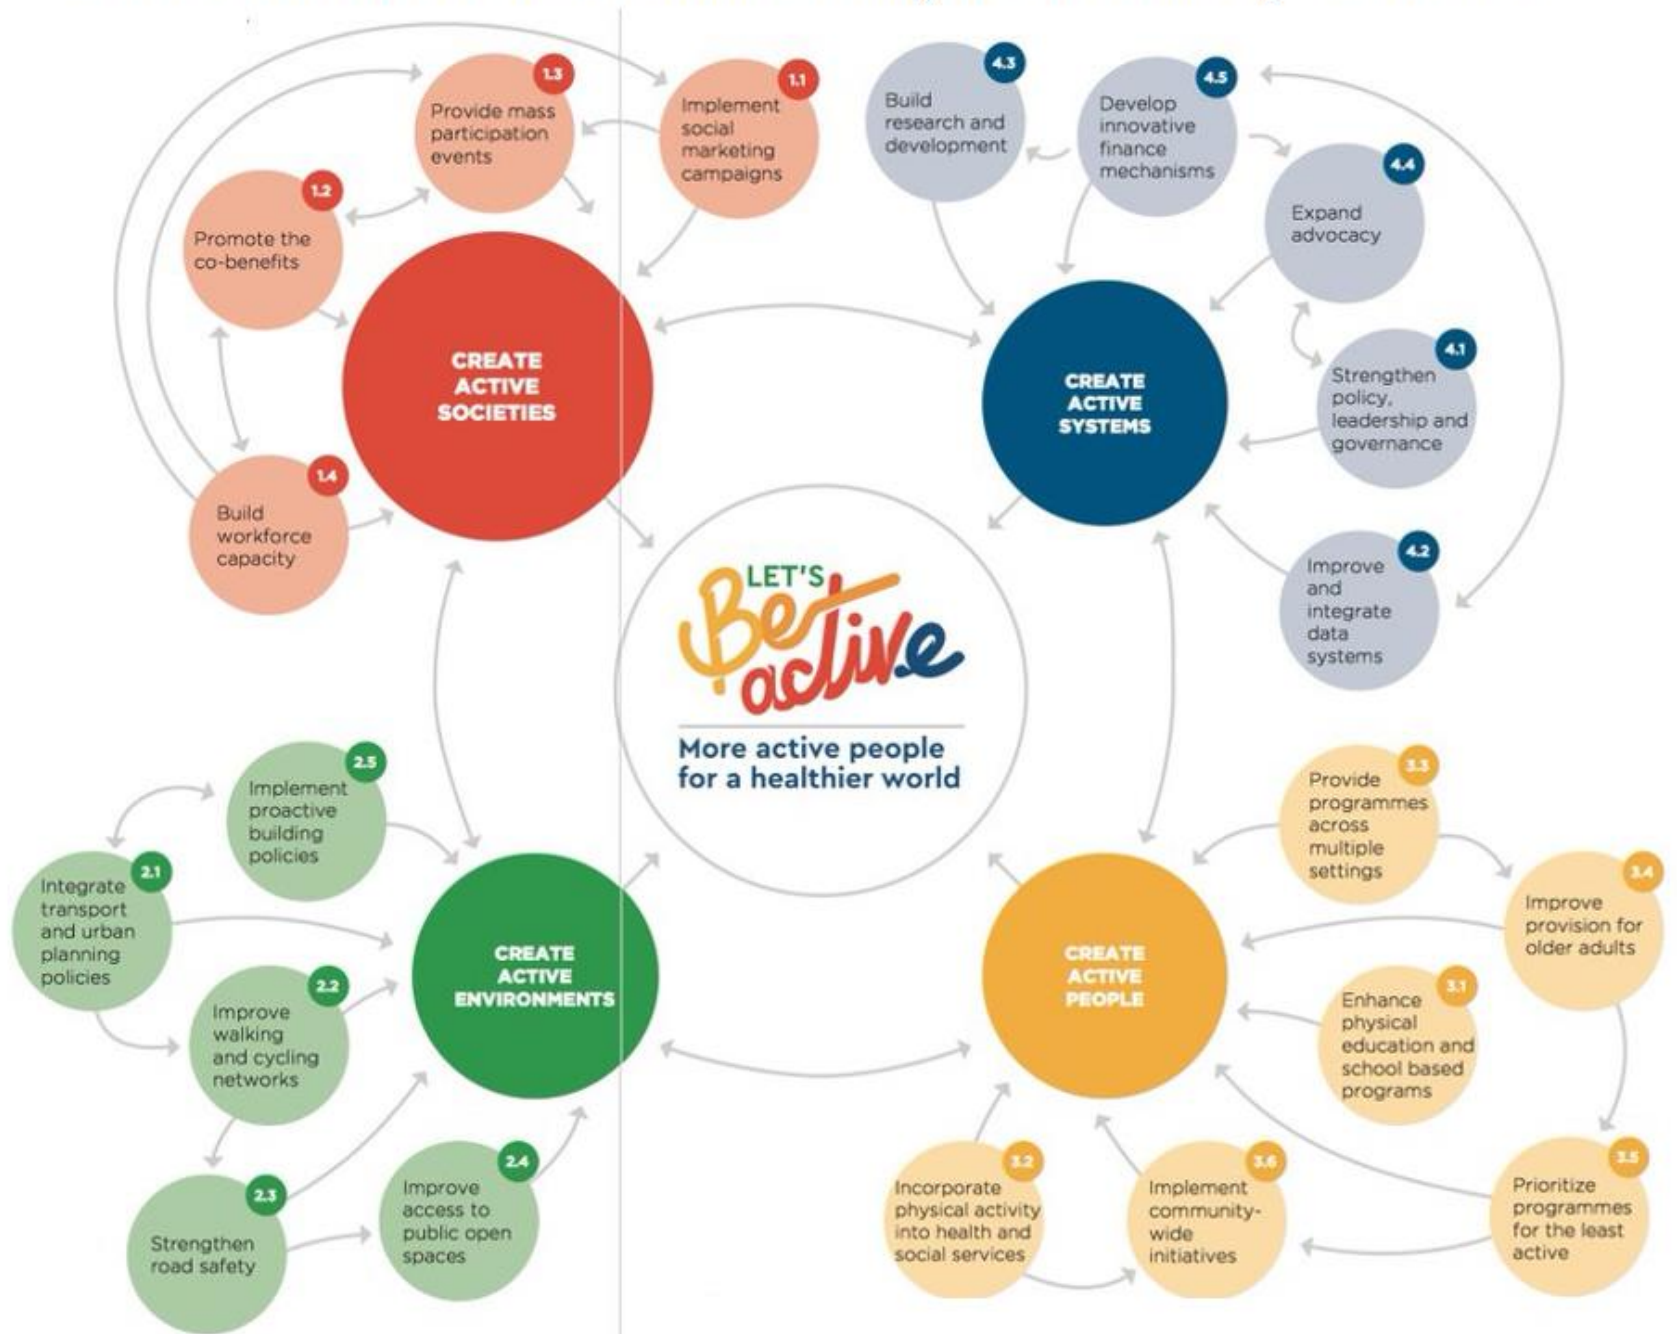 1.3
Provide mass
participation
events
1.1
Implement
social
marketing
campaigns
1.2
Promote the
co-benefits
1.4
Build
workforce
capacity
CREATE
ACTIVE
SOCIETIES
4.3
Build
research and
development
4.5
Develop
innovative
finance
mechanisms
4.4
Expand
advocacy
4.1
Strengthen
policy,
leadership and
governance
4.2
Improve
and
integrate
data
systems
CREATE
ACTIVE
SYSTEMS
LET'S
Be
active
More active people
for a healthier world
2.5
Implement
proactive
building
policies
2.1
Integrate
transport
and urban
planning
policies
2.2
Improve
walking
and cycling
networks
2.3
Strengthen
road safety
2.4
Improve
access to
public open
spaces
CREATE
ACTIVE
ENVIRONMENTS
3.3
Provide
programmes
across
multiple
settings
3.4
Improve
provision for
older adults
3.1
Enhance
physical
education and
school based
programs
3.5
Prioritize
programmes
for the least
active
3.6
Implement
community-
wide
initiatives
3.2
Incorporate
physical activity
into health and
social services
CREATE
ACTIVE
PEOPLE